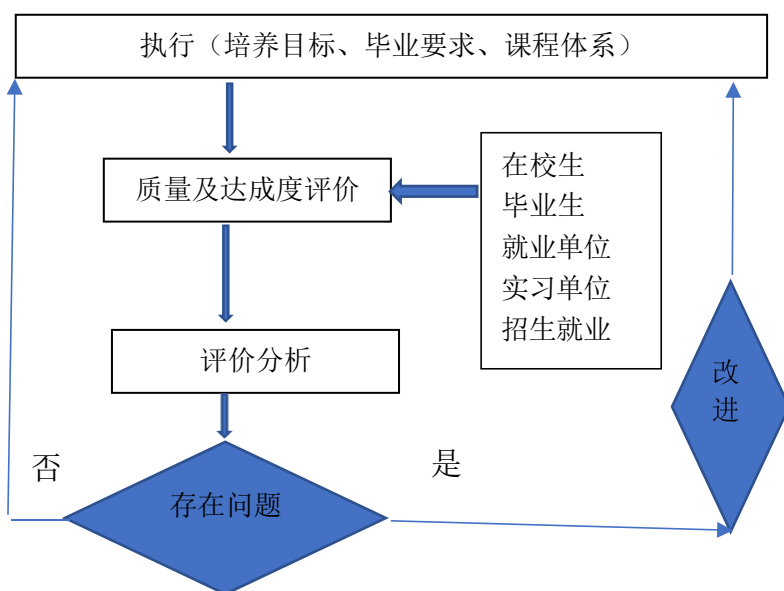 执行（培养目标、毕业要求、课程体系）
质量及达成度评价
在校生
毕业生
就业单位
实习单位
招生就业
评价分析
改
进
否
是
存在问题